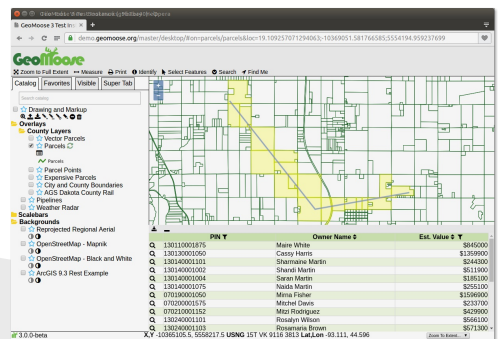 GeoMoose 3 Test Ins
demo.geomoose.org/master/desktop/#on=parcels/parcels&loc=19.109257071294063;-10369051.581766585;5554194.959237699
GeoMoose
Zoom to Full Extent Measure Print Identify Select Features Search Find Me
Catalog Favorites Visible Super Tab
Search catalog
Drawing and Markup
Overlays
County Layers
Vector Parcels
Parcels
Parcels
Parcel Points
Expensive Parcels
City and County Boundaries
AGS Dakota County Rail
Pipelines
Weather Radar
Scalebars
Backgrounds
Reprojected Regional Aerial
OpenStreetMap - Mapnik
OpenStreetMap - Black and White
ArcGIS 9.3 Rest Example
PIN Owner Name Est. Value
130110001875 Maire White $845000
130130001050 Cassy Harris $1359900
130140001101 Sharmaine Martin $244300
130140001002 Shandi Martin $511900
130140001004 Saran Martin $185100
130140001075 Naida Martin $255100
070190001050 Mirna Fisher $1596900
070200001575 Mitchel Davis $233700
070210001152 Mitzi Rodriguez $429900
130240001101 Rosalyn Wilson $566100
130240001103 Rosamaria Brown $571300
3.0.0-beta X,Y -10365105.5, 5558217.5 USNG 15T VK 9116 3813 Lat,Lon -93.111, 44.596 Zoom To Extent...